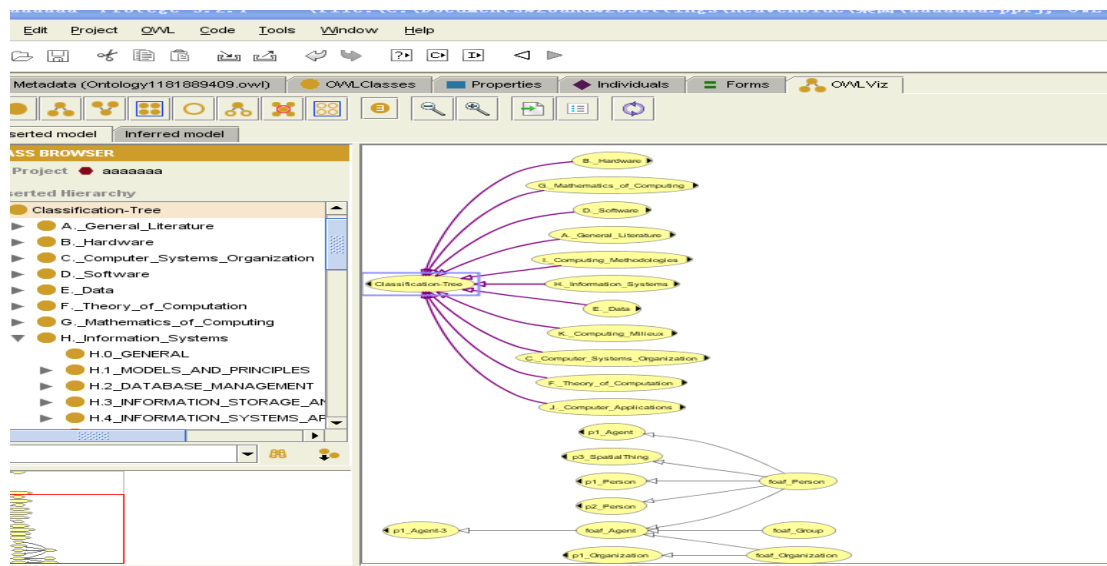 Edit Project OWL Code Tools Window Help
Metadata (Ontology1181889409.owl) OWLClasses Properties Individuals Forms OWLViz
serted model Inferred model
ASS BROWSER
Project aaaaaaa
serted Hierarchy
Classification-Tree
A._General_Literature
B._Hardware
C._Computer_Systems_Organization
D._Software
E._Data
F._Theory_of_Computation
G._Mathematics_of_Computing
H._Information_Systems
H.0_GENERAL
H.1_MODELS_AND_PRINCIPLES
H.2_DATABASE_MANAGEMENT
H.3_INFORMATION_STORAGE_AN
H.4_INFORMATION_SYSTEMS_AP
B._Hardware
G._Mathematics_of_Computing
D._Software
A._General_Literature
I._Computing_Methodologies
Classification-Tree
H._Information_Systems
E._Data
K._Computing_Milieux
C._Computer_Systems_Organization
F._Theory_of_Computation
J._Computer_Applications
p1_Agent
p3_SpatialThing
p1_Person
foaf_Person
p2_Person
p1_Agent-3
foaf_Agent
foaf_Group
p1_Organization
foaf_Organization